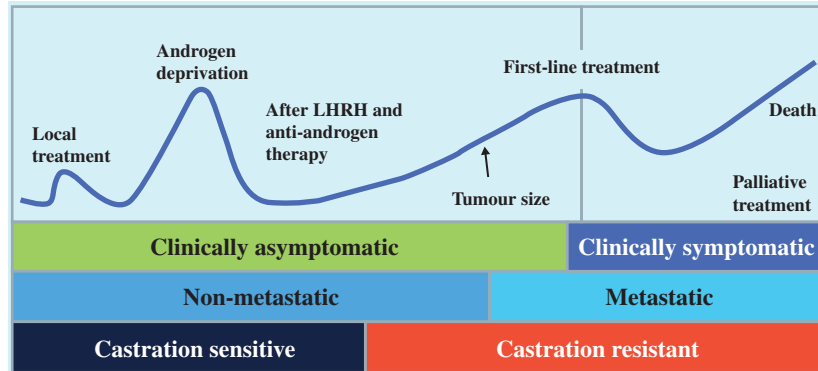 Androgen
deprivation
First-line treatment
After LHRH and
anti-androgen
therapy
Death
Local
treatment
Tumour size
Palliative
treatment
Clinically asymptomatic
Clinically symptomatic
Non-metastatic
Metastatic
Castration sensitive
Castration resistant